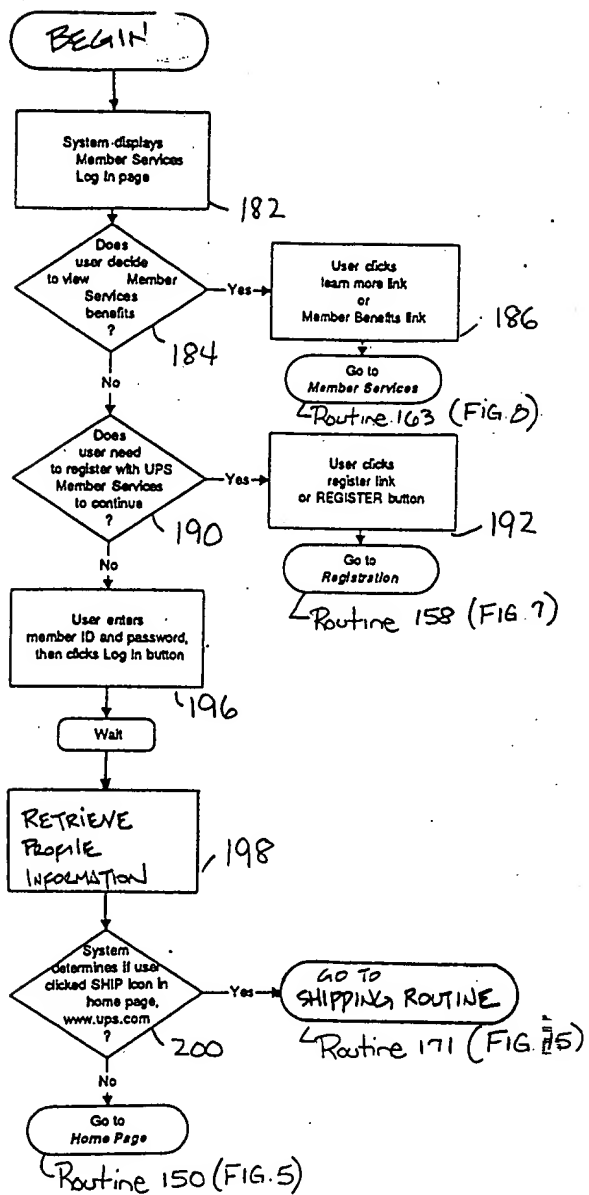 BEGIN
System displays
Member Services
Log In page
182
Does
user decide
to view Member
Services
benefits
?
184
Yes
User clicks
learn more link
or
Member Benefits link
186
Go to
Member Services
Routine 163 (FIG. 8)
No
Does
user need
to register with UPS
Member Services
to continue
?
190
Yes
User clicks
register link
or REGISTER button
192
Go to
Registration
Routine 158 (FIG. 7)
No
User enters
member ID and password,
then clicks Log In button
196
Wait
RETRIEVE
PROFILE
INFORMATION
198
System
determines if user
clicked SHIP icon in
home page,
www.ups.com
?
200
Yes
GO TO
SHIPPING ROUTINE
Routine 171 (FIG. 15)
No
Go to
Home Page
Routine 150 (FIG. 5)